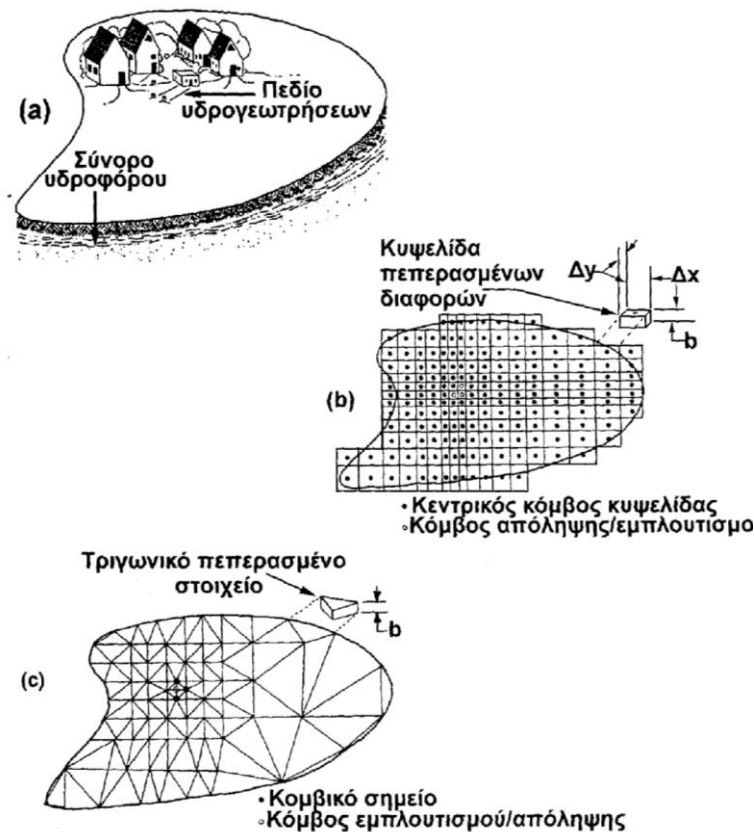 (a)
Πεδίο
υδρογεωτρήσεων
Σύνορο
υδροφόρου
Κυψελίδα
πεπερασμένων
διαφορών
Δy
Δx
b
(b)
• Κεντρικός κόμβος κυψελίδας
◦Κόμβος απόληψης/εμπλουτισμο
Τριγωνικό πεπερασμένο
στοιχείο
b
(c)
• Κομβικό σημείο
◦Κόμβος εμπλουτισμού/απόληψης